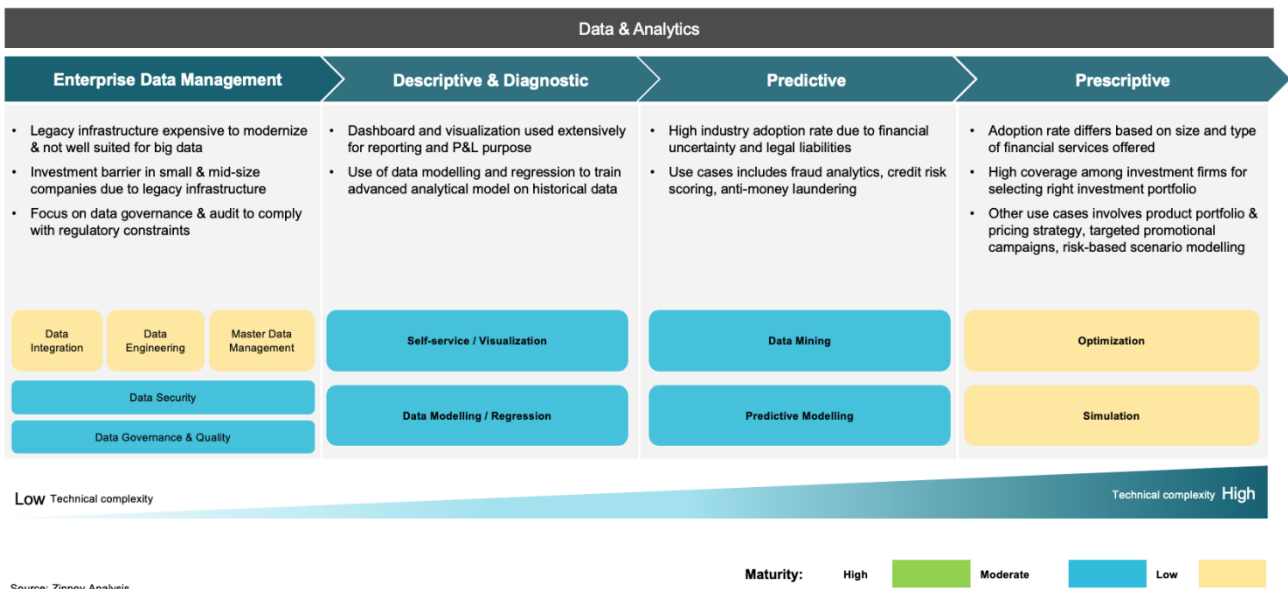 Data & Analytics
Enterprise Data Management
Descriptive & Diagnostic
Predictive
Prescriptive
• Legacy infrastructure expensive to modernize
& not well suited for big data
• Investment barrier in small & mid-size
companies due to legacy infrastructure
• Focus on data governance & audit to comply
with regulatory constraints
• Dashboard and visualization used extensively
for reporting and P&L purpose
• Use of data modelling and regression to train
advanced analytical model on historical data
• High industry adoption rate due to financial
uncertainty and legal liabilities
• Use cases includes fraud analytics, credit risk
scoring, anti-money laundering
• Adoption rate differs based on size and type
of financial services offered
• High coverage among investment firms for
selecting right investment portfolio
• Other use cases involves product portfolio &
pricing strategy, targeted promotional
campaigns, risk-based scenario modelling
Data
Integration
Data
Engineering
Master Data
Management
Data Security
Data Governance & Quality
Self-service / Visualization
Data Modelling / Regression
Data Mining
Predictive Modelling
Optimization
Simulation
Low Technical complexity
Technical complexity High
Maturity: High Moderate Low
Source: Zinnov Analysis